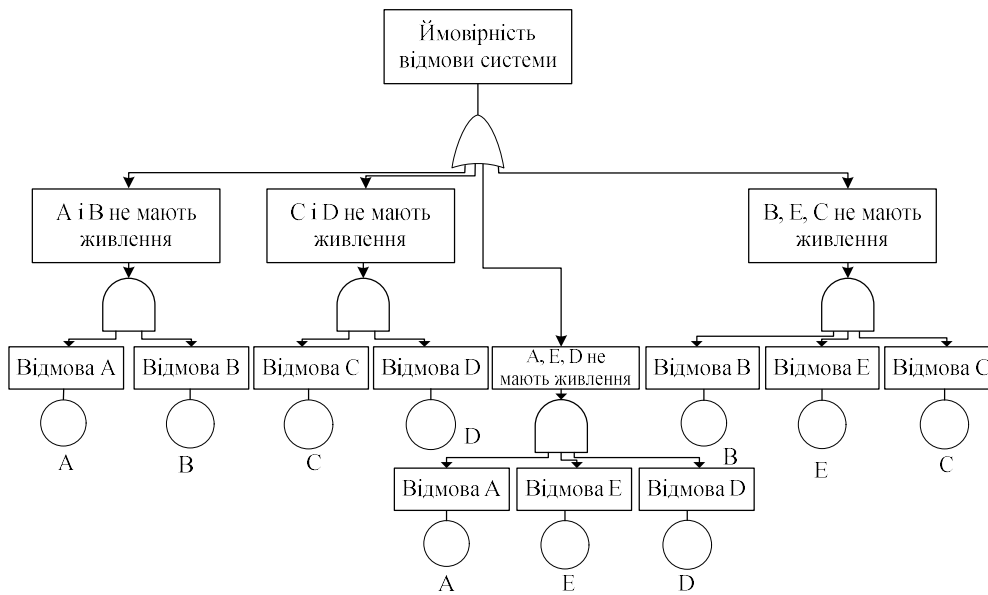 Ймовірність
відмови системи
А і В не мають
живлення
С і D не мають
живлення
В, Е, С не мають
живлення
Відмова А
Відмова В
Відмова С
Відмова D
А, Е, D не
мають живлення
Відмова В
Відмова Е
Відмова С
А
В
С
D
В
Е
С
Відмова А
Відмова Е
Відмова D
А
Е
D